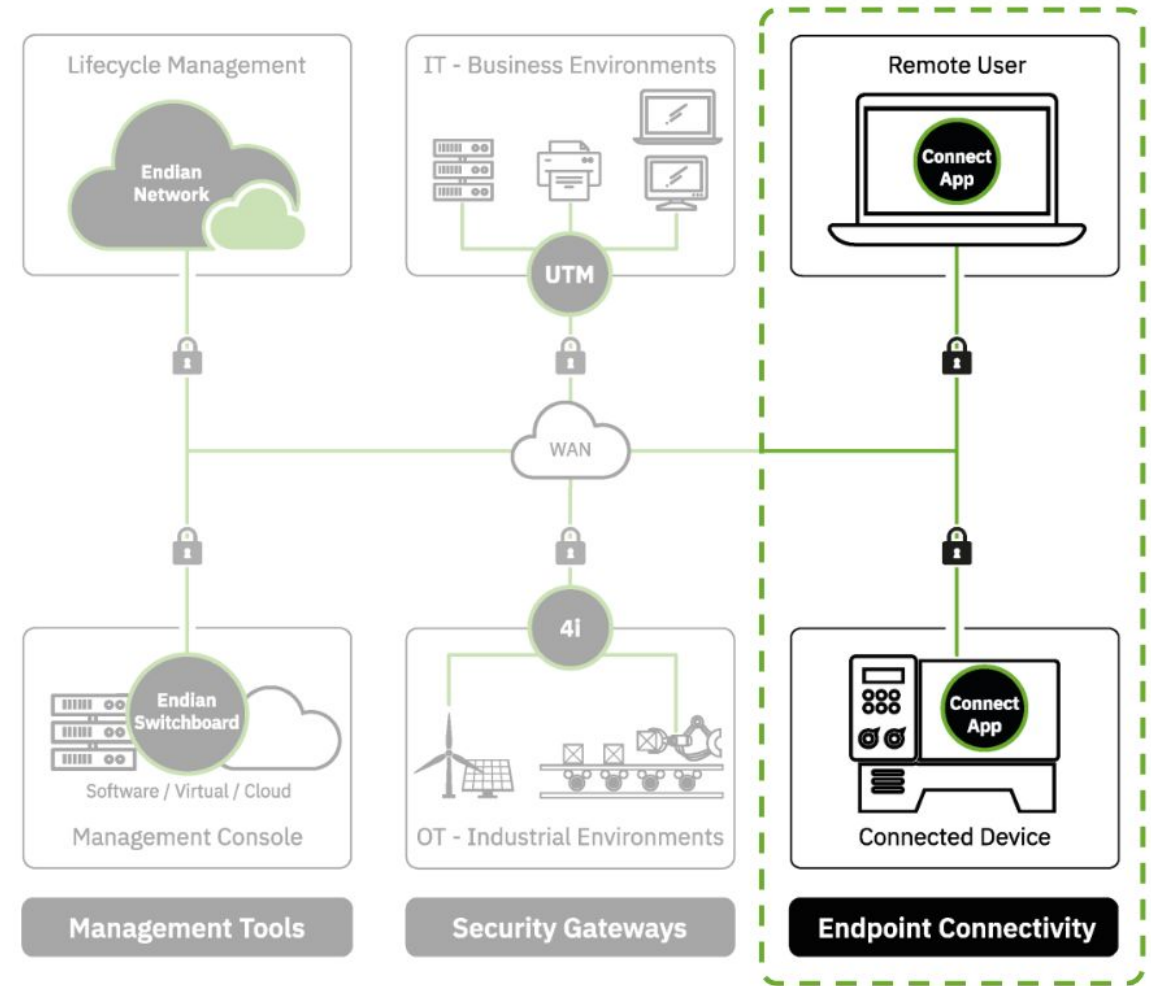 Lifecycle Management
Endian
Network
IT - Business Environments
UTM
Remote User
Connect
App
WAN
Endian
Switchboard
Software / Virtual / Cloud
Management Console
4i
OT - Industrial Environments
Connect
App
Connected Device
Management Tools
Security Gateways
Endpoint Connectivity